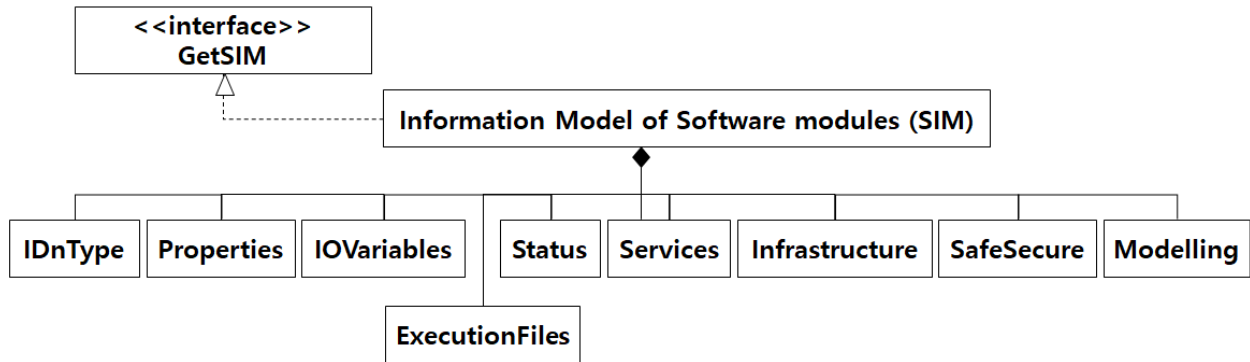 <<interface>>
GetSIM
Information Model of Software modules (SIM)
IDnType
Properties
IOVariables
Status
Services
Infrastructure
SafeSecure
Modelling
ExecutionFiles